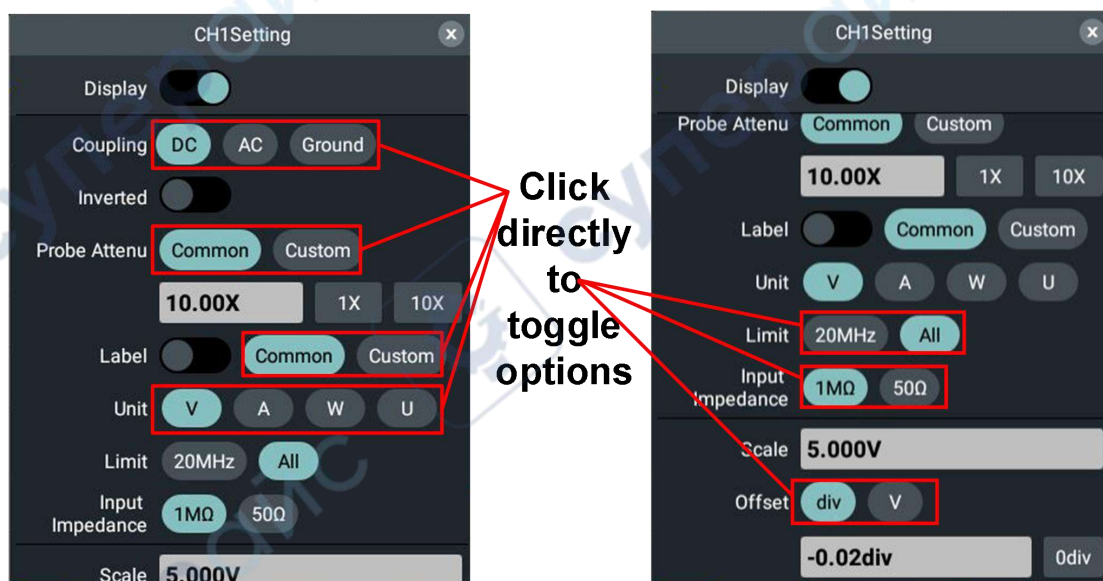 CH1Setting
x
Display
Coupling DC AC Ground
Inverted
Probe Attenu Common Custom
10.00X 1X 10X
Label Common Custom
Unit V A W U
Limit 20MHz All
Input
Impedance 1MΩ 50Ω
Scale 5.000V
Click
directly
to
toggle
options
CH1Setting
x
Display
Probe Attenu Common Custom
10.00X 1X 10X
Label Common Custom
Unit V A W U
Limit 20MHz All
Input
Impedance 1MΩ 50Ω
Scale 5.000V
Offset div V
-0.02div 0div